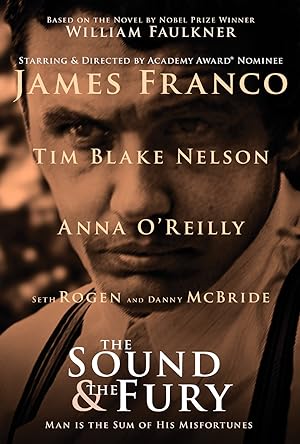 Based on the Novel by Nobel Prize Winner
William Faulkner
Starring & Directed by Academy Award® Nominee
James Franco
Tim Blake Nelson
Anna O'Reilly
Seth Rogen and Danny McBride
The
Sound
& The Fury
Man is the Sum of His Misfortunes